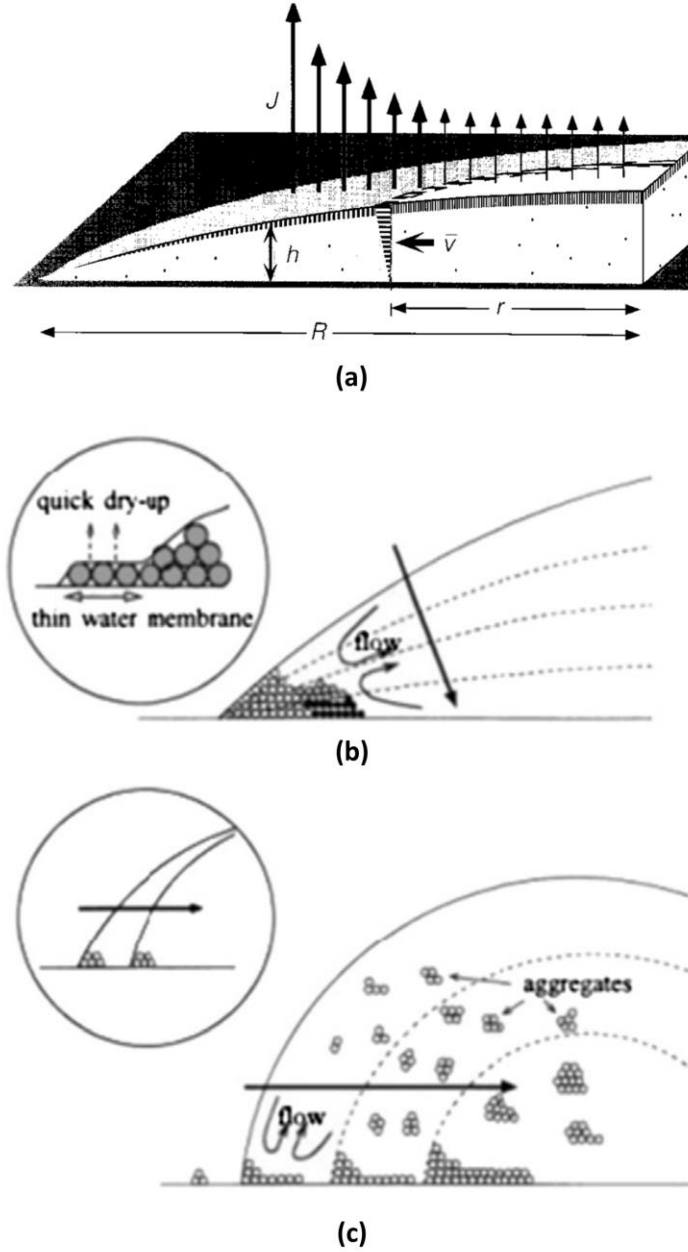 J
h
v̄
r
R
(a)
quick dry-up
thin water membrane
flow
(b)
aggregates
flow
(c)